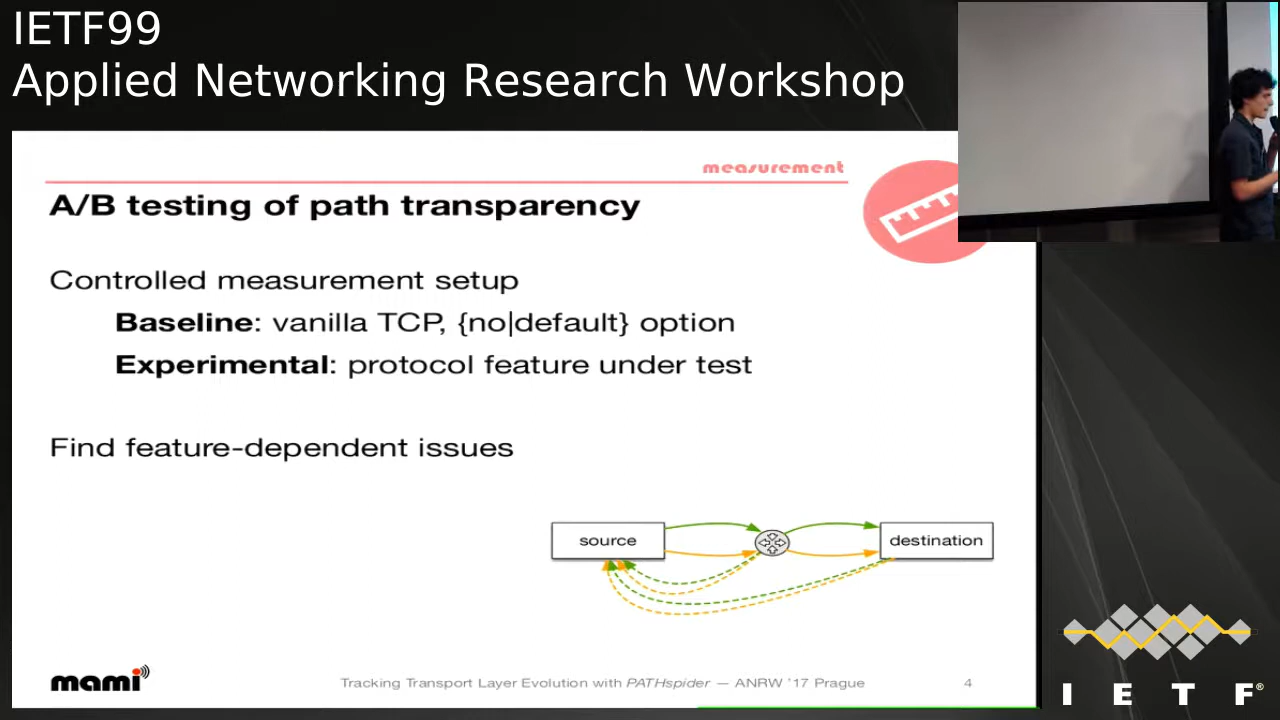 IETF99
Applied Networking Research Workshop
measurement
A/B testing of path transparency
Controlled measurement setup
Baseline: vanilla TCP, {no|default} option
Experimental: protocol feature under test
Find feature-dependent issues
source
destination
mami
Tracking Transport Layer Evolution with PATHspider — ANRW '17 Prague
4
I E T F®